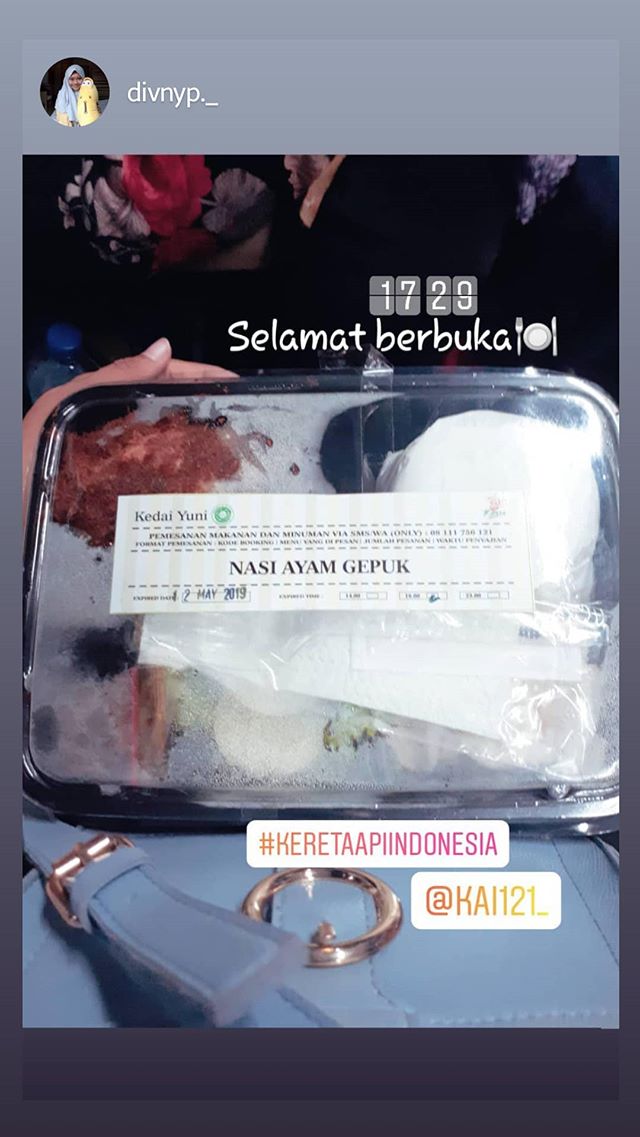 divnyp._
17 29
Selamat berbuka
Kedai Yuni
PEMESANAN MAKANAN DAN MINUMAN VIA SMS/WA (ONLY) : 08 111 756 121
FORMAT PEMESANAN : KODE BOOKING | MENU YANG DI PESAN | JUMLAH PESANAN | WAKTU PENYAJIAN
NASI AYAM GEPUK
EXPIRED DATE 2 MAY 2019 EXPIRED TIME : 14.00 18.00 23.00
#KERETAAPIINDONESIA
@KAI121_